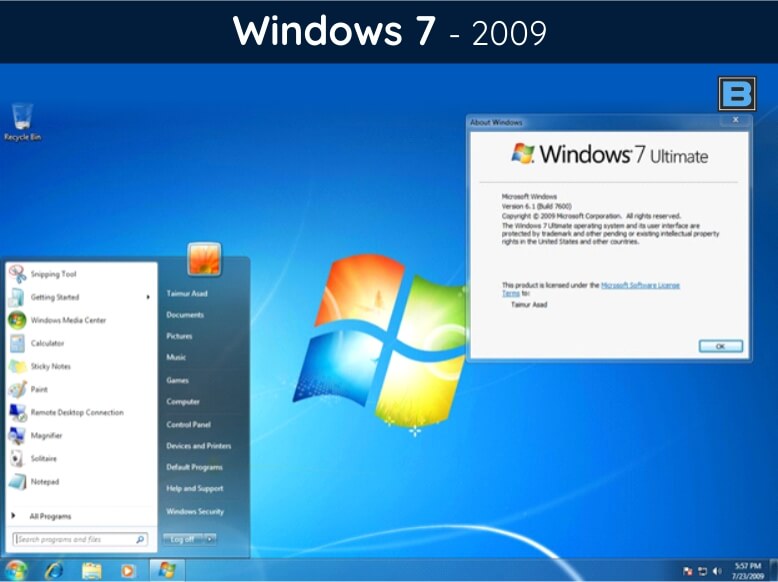 Windows 7 - 2009
B
Recycle Bin
About Windows
Windows 7 Ultimate
Microsoft Windows
Version 6.1 (Build 7600)
Copyright © 2009 Microsoft Corporation. All rights reserved.
The Windows 7 Ultimate operating system and its user interface are
protected by trademark and other pending or existing intellectual property
rights in the United States and other countries.
This product is licensed under the Microsoft Software License
Terms to:
Taimur Asad
OK
Snipping Tool
Getting Started
Windows Media Center
Calculator
Sticky Notes
Paint
Remote Desktop Connection
Magnifier
Solitaire
Notepad
All Programs
Search programs and files
Taimur Asad
Documents
Pictures
Music
Games
Computer
Control Panel
Devices and Printers
Default Programs
Help and Support
Windows Security
Log off
5:57 PM
7/23/2009